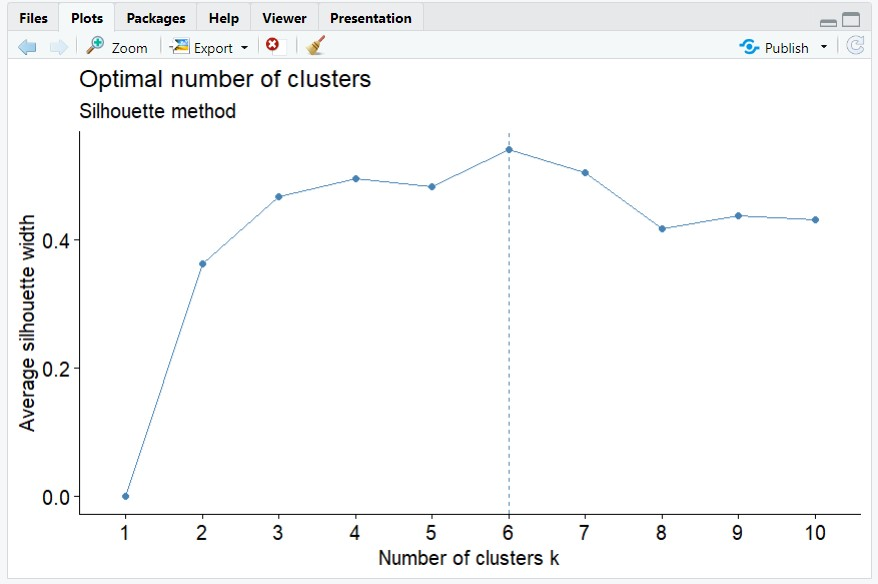 Files Plots Packages Help Viewer Presentation
Zoom Export Publish
Optimal number of clusters
Silhouette method
Average silhouette width
0.4
0.2
0.0
1 2 3 4 5 6 7 8 9 10
Number of clusters k